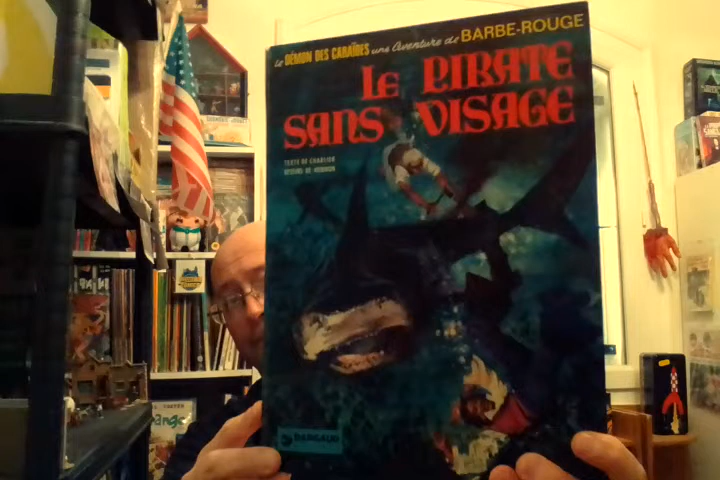 LE DÉMON DES CARAÏBES une Aventure de BARBE-ROUGE
LE PIRATE
SANS VISAGE
TEXTE DE CHARLIER
DESSINS DE HUBINON
DARGAUD